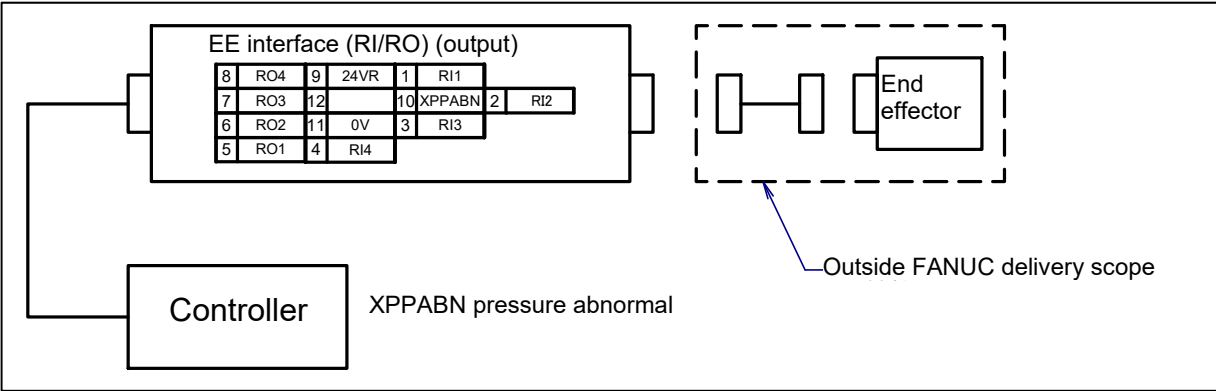 EE interface (RI/RO) (output)
8 RO4 9 24VR 1 RI1
7 RO3 12 10 XPPABN 2 RI2
6 RO2 11 0V 3 RI3
5 RO1 4 RI4
End
effector
Outside FANUC delivery scope
Controller
XPPABN pressure abnormal